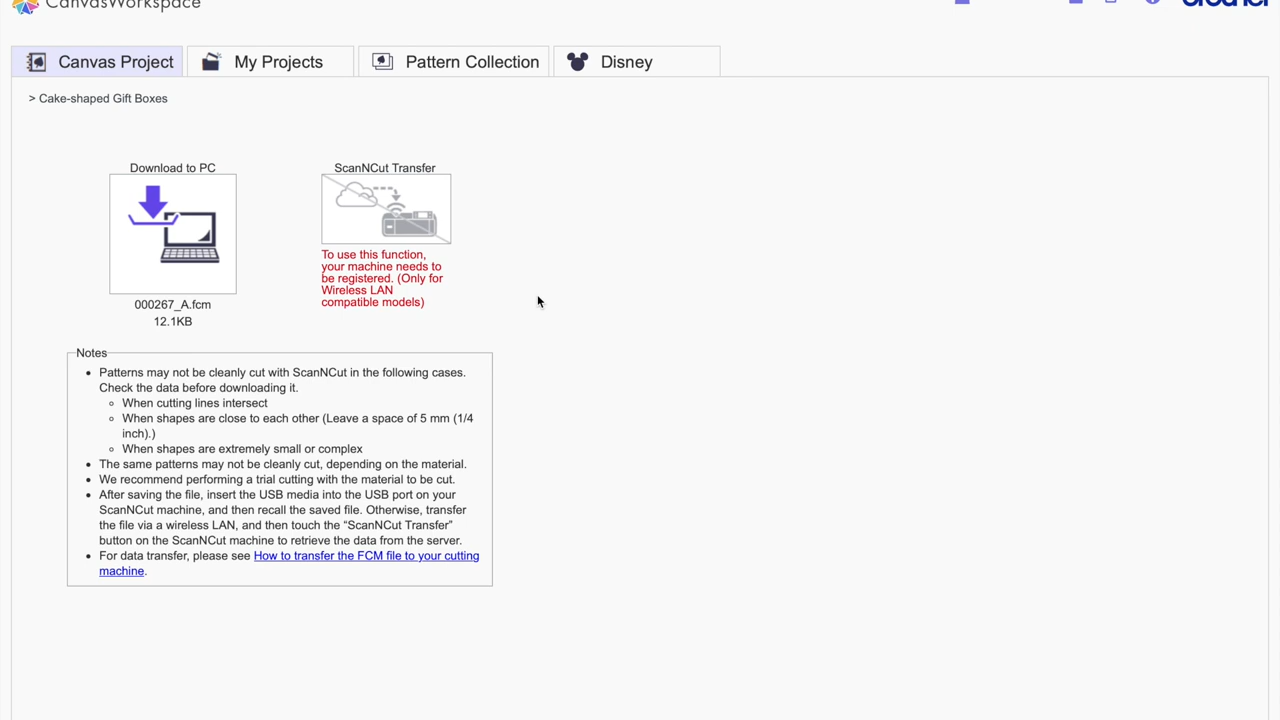 CanvasWorkspace
brother
Canvas Project
My Projects
Pattern Collection
Disney
> Cake-shaped Gift Boxes
Download to PC
ScanNCut Transfer
To use this function,
your machine needs to
be registered. (Only for
Wireless LAN
compatible models)
000267_A.fcm
12.1KB
Notes
Patterns may not be cleanly cut with ScanNCut in the following cases.
Check the data before downloading it.
When cutting lines intersect
When shapes are close to each other (Leave a space of 5 mm (1/4
inch).)
When shapes are extremely small or complex
The same patterns may not be cleanly cut, depending on the material.
We recommend performing a trial cutting with the material to be cut.
After saving the file, insert the USB media into the USB port on your
ScanNCut machine, and then recall the saved file. Otherwise, transfer
the file via a wireless LAN, and then touch the “ScanNCut Transfer”
button on the ScanNCut machine to retrieve the data from the server.
For data transfer, please see How to transfer the FCM file to your cutting
machine.